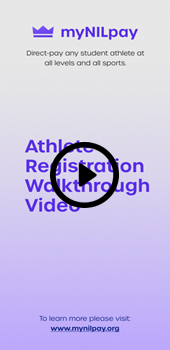 myNILpay
Direct-pay any student athlete at
all levels and all sports.
Athlete
Registration
Walkthrough
Video
To learn more please visit:
www.mynilpay.org